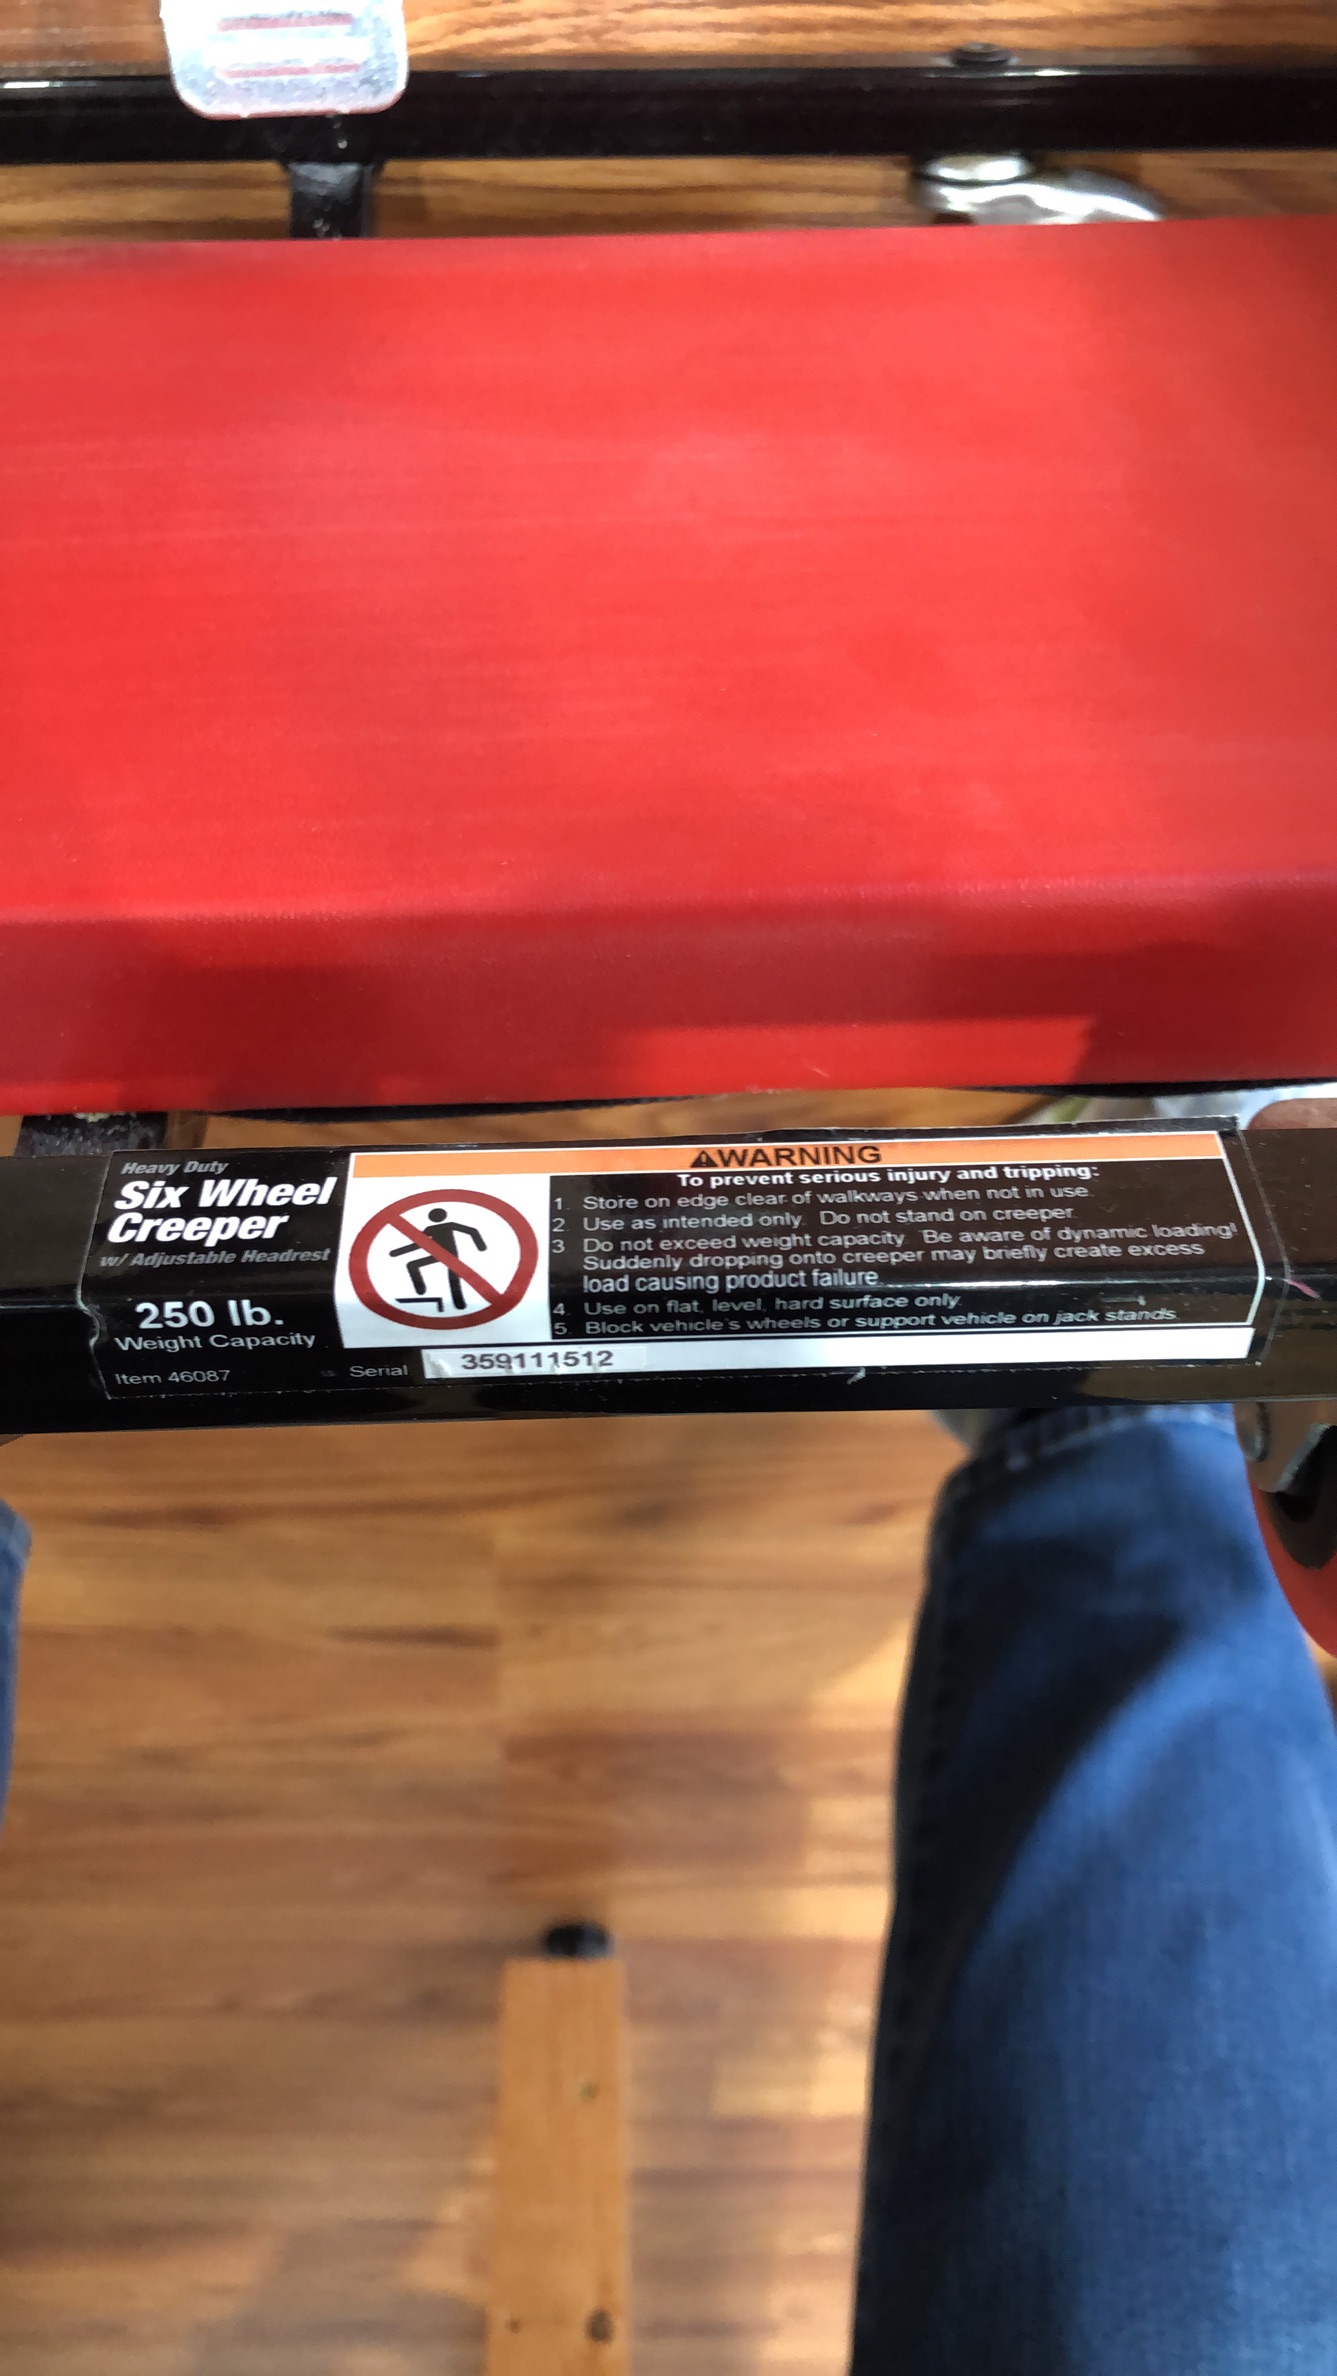 Heavy Duty
Six Wheel
Creeper
w/ Adjustable Headrest
250 lb.
Weight Capacity
Item 46087
Serial 359111512
WARNING
To prevent serious injury and tripping:
1. Store on edge clear of walkways when not in use.
2. Use as intended only. Do not stand on creeper.
3 Do not exceed weight capacity. Be aware of dynamic loading!
Suddenly dropping onto creeper may briefly create excess
load causing product failure.
4. Use on flat, level, hard surface only.
5. Block vehicle's wheels or support vehicle on jack stands.